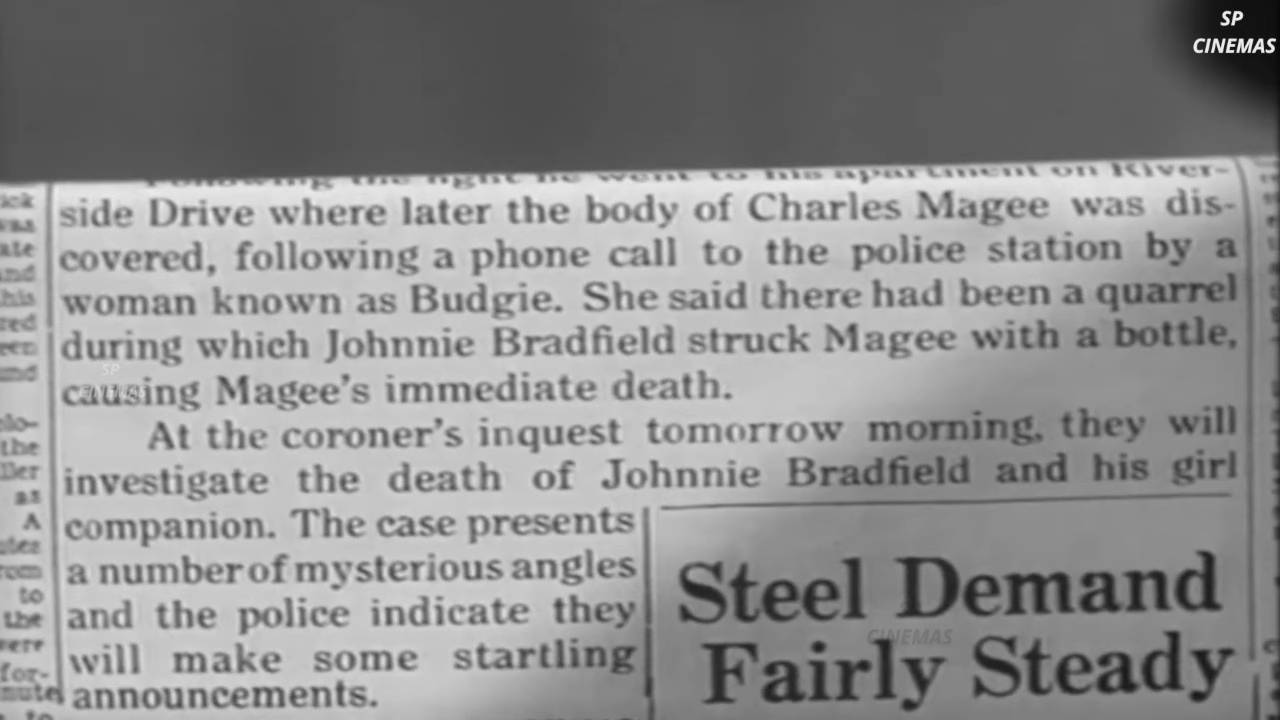 SP
CINEMAS
Following the fight he went to his apartment on River-
side Drive where later the body of Charles Magee was dis-
covered, following a phone call to the police station by a
woman known as Budgie. She said there had been a quarrel
during which Johnnie Bradfield struck Magee with a bottle,
causing Magee's immediate death.
At the coroner's inquest tomorrow morning, they will
investigate the death of Johnnie Bradfield and his girl
companion. The case presents
a number of mysterious angles
and the police indicate they
will make some startling
announcements.
Steel Demand
Fairly Steady
SP
CINEMAS
CINEMAS